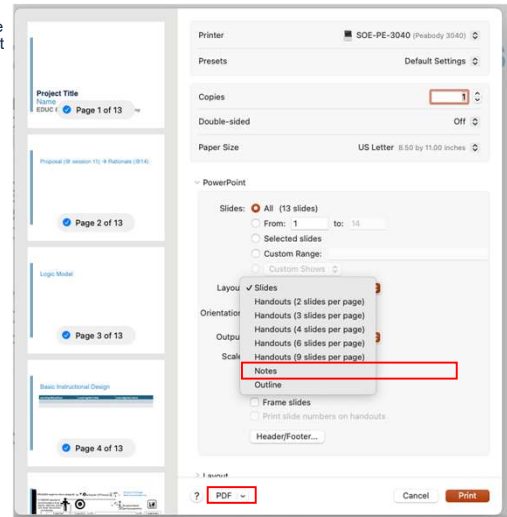 e
t
Printer SOE-PE-3040 (Peabody 3040)
Presets Default Settings
Copies 1
Double-sided Off
Paper Size US Letter 8.50 by 11.00 inches
PowerPoint
Slides: All (13 slides)
From: 1 to: 14
Selected slides
Custom Range:
Custom Shows
Layou
✓ Slides
Handouts (2 slides per page)
Handouts (3 slides per page)
Handouts (4 slides per page)
Handouts (6 slides per page)
Handouts (9 slides per page)
Notes
Outline
Orientation
Outpu
Scale
Frame slides
Print slide numbers on handouts
Header/Footer...
Layout
? PDF
Cancel Print
Project Title
Name
EDUC
Page 1 of 13
Proposal (@ session 11) → Rationale (@14)
Page 2 of 13
Logic Model
Page 3 of 13
Basic Instructional Design
Page 4 of 13